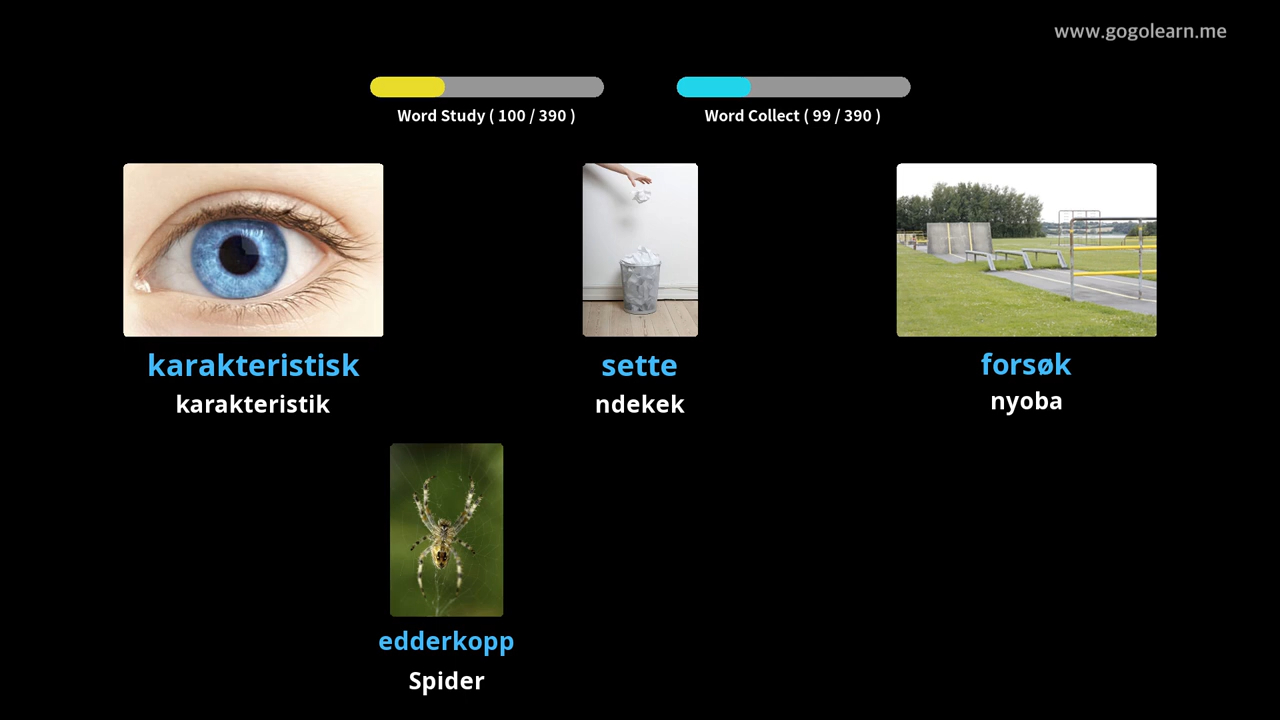 www.gogolearn.me
Word Study ( 100 / 390 )
Word Collect ( 99 / 390 )
karakteristisk
karakteristik
sette
ndekek
forsøk
nyoba
edderkopp
Spider